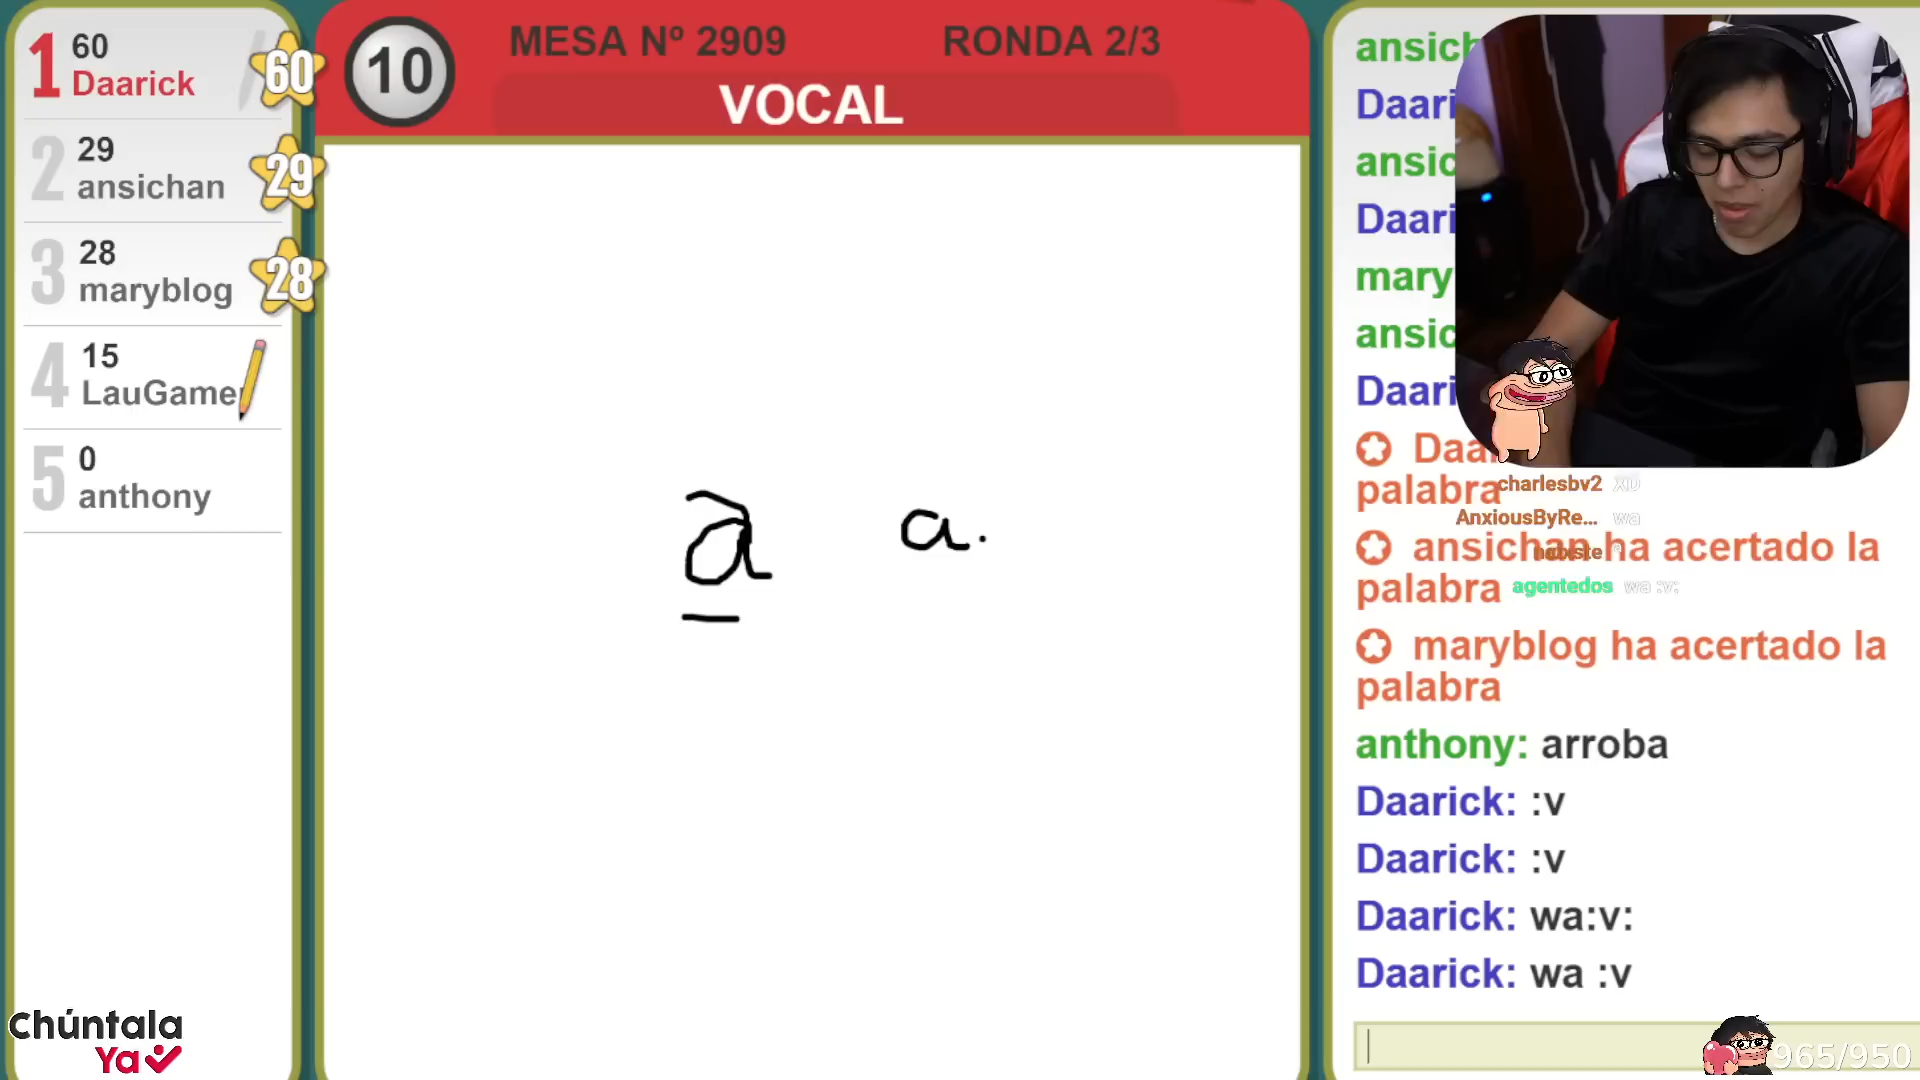 1 60
Daarick 60
2 29
ansichan 29
3 28
maryblog 28
4 15
LauGame
5 0
anthony
10 MESA Nº 2909 RONDA 2/3
VOCAL
a a.
ansich
Daari
ansic
Daari
mary
ansic
Daari
Daa
palabra
charlesbv2 XD
AnxiousByRe... wa
ansichan ha acertado la
palabra
agentedos wa :v:
maryblog ha acertado la
palabra
anthony: arroba
Daarick: :v
Daarick: :v
Daarick: wa:v:
Daarick: wa :v
965/950
Chúntala
Ya